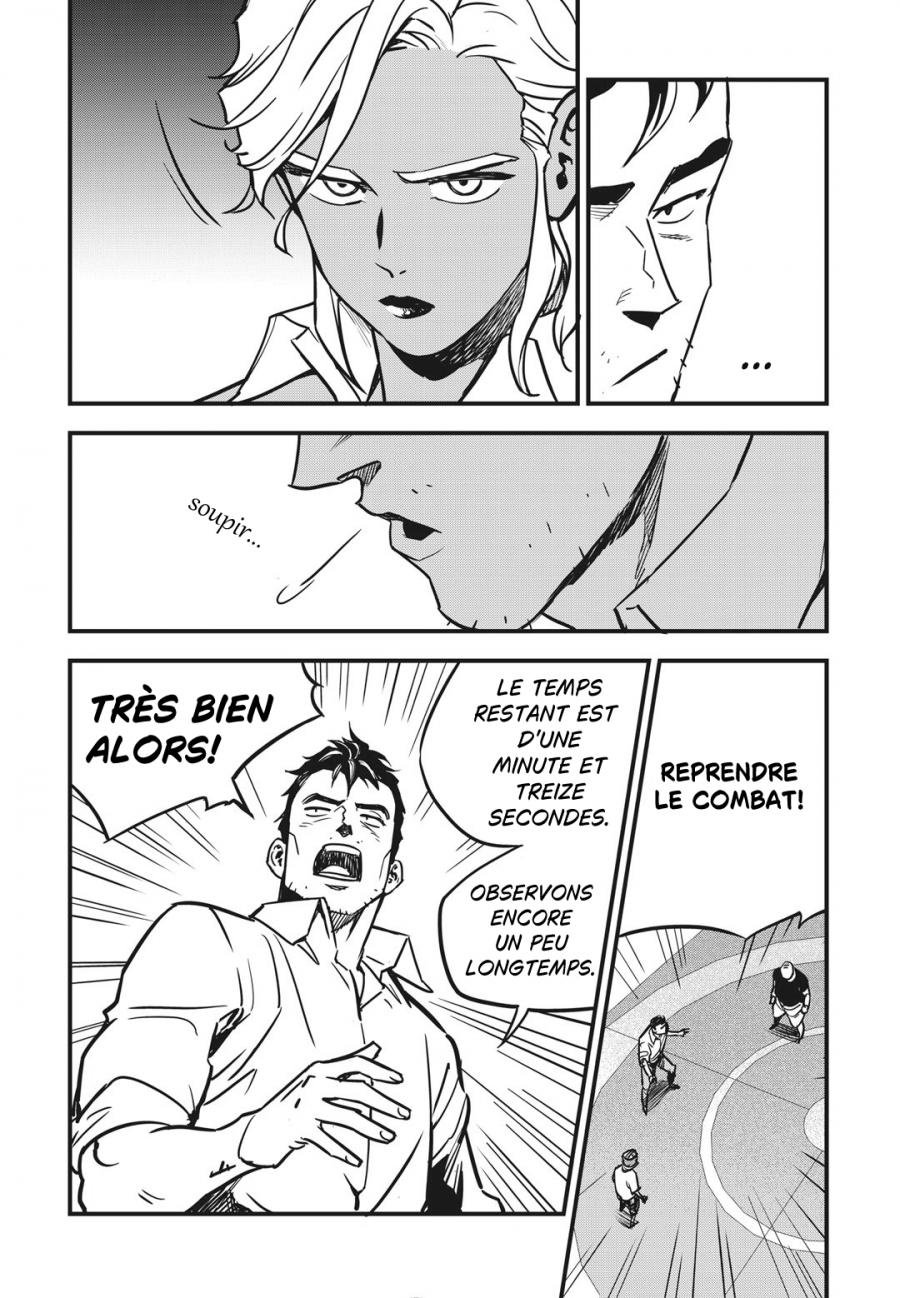 ...
soupir...
TRÈS BIEN
ALORS!
LE TEMPS
RESTANT EST
D'UNE
MINUTE ET
TREIZE
SECONDES.
OBSERVONS
ENCORE
UN PEU
LONGTEMPS.
REPRENDRE
LE COMBAT!